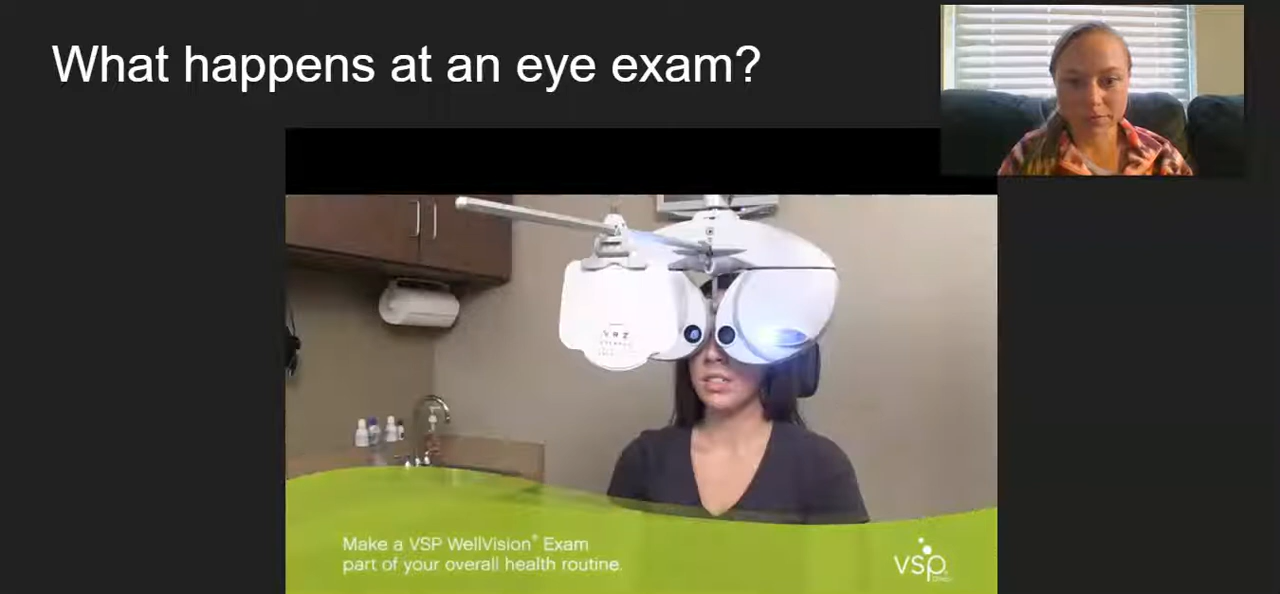 What happens at an eye exam?
Make a VSP WellVision® Exam
part of your overall health routine.
vsp